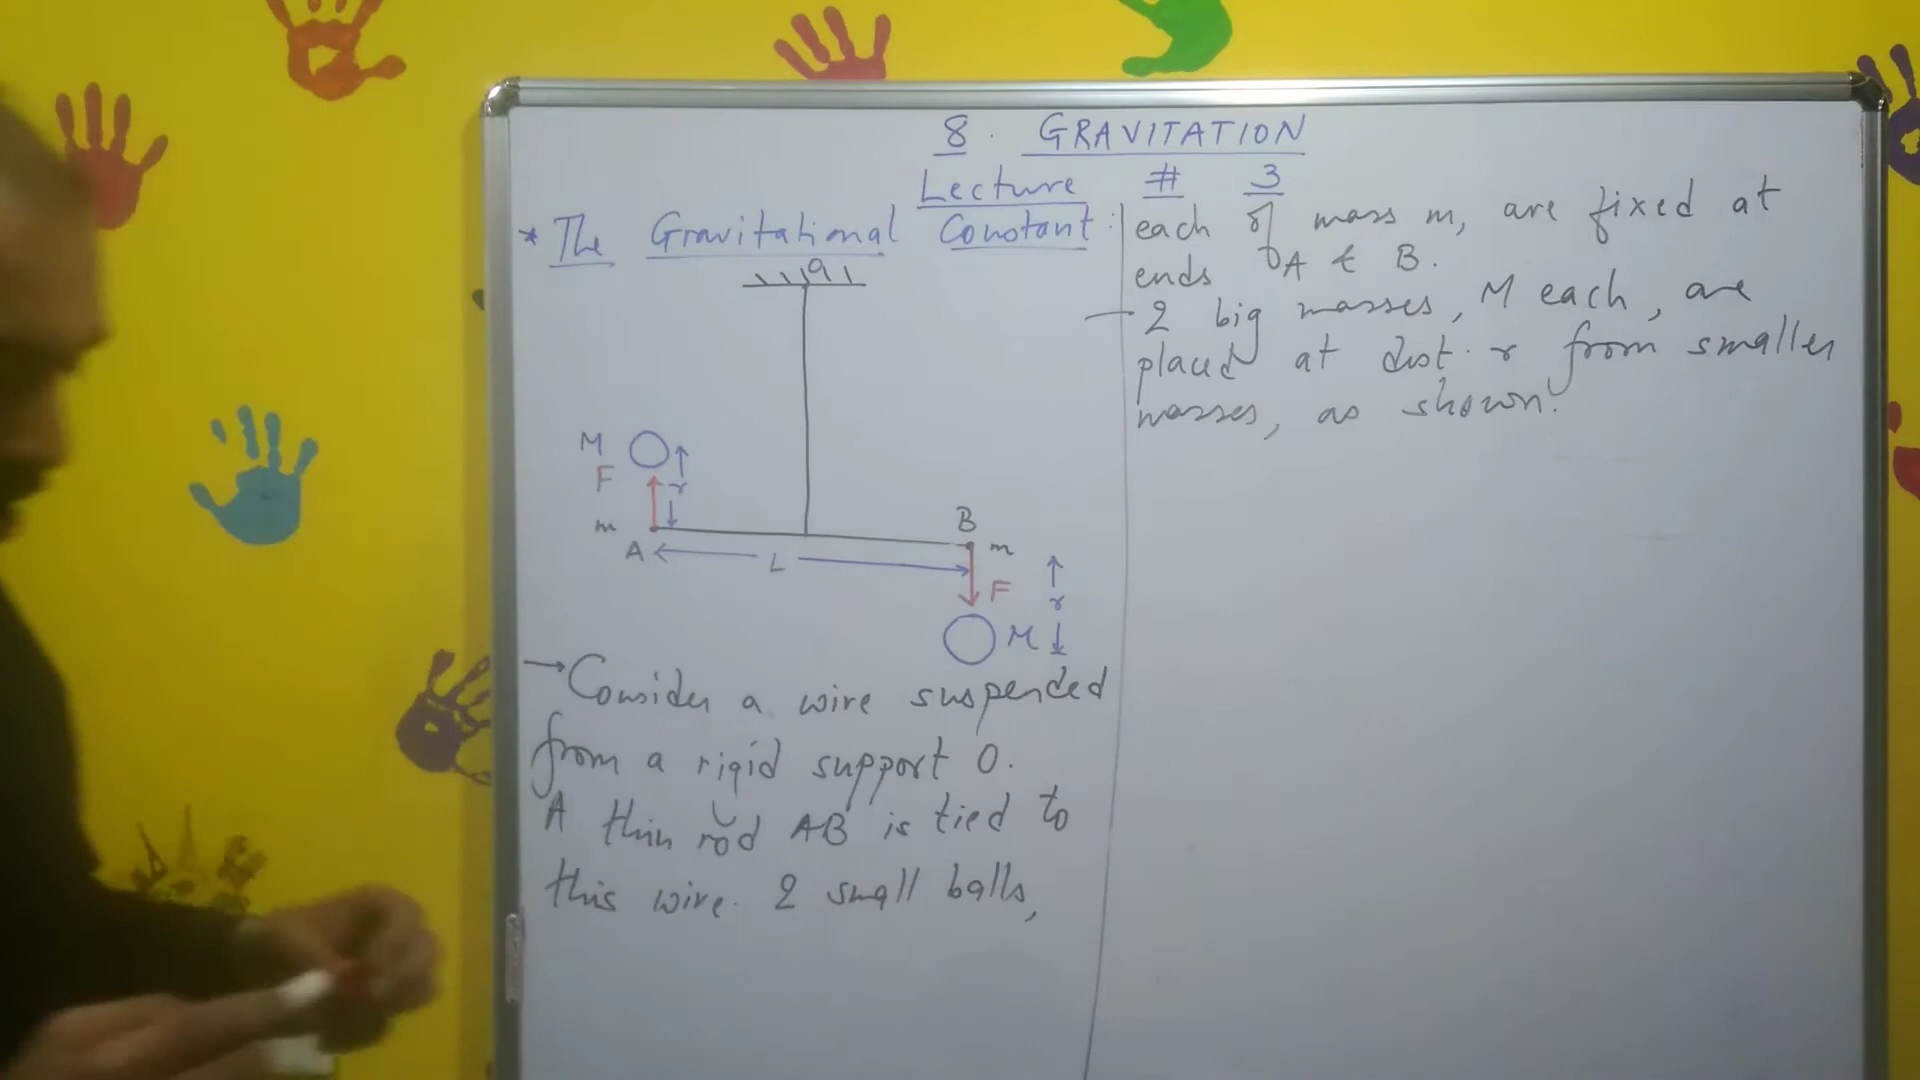 8. GRAVITATION
Lecture # 3
* The Gravitational Constant:
M
F
r
m
A
L
B
m
F
r
M
→ Consider a wire suspended
from a rigid support O.
A thin rod AB is tied to
this wire. 2 small balls,
each of mass m, are fixed at
ends A & B.
— 2 big masses, M each, are
placed at dist. r from smaller
masses, as shown.